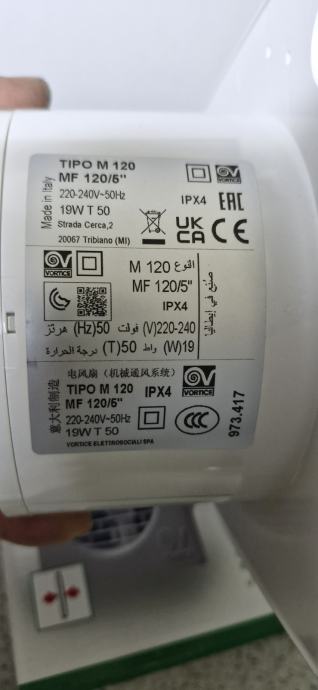 TIPO M 120
MF 120/5"
220-240V~50Hz
19W T 50
IPX4
Strada Cerca,2
20067 Tribiano (MI)
Made in Italy
VORTICE
EAC
UK
CA
CE
VORTICE
النوع M 120
MF 120/5"
IPX4
220-240(V) فولت 50(Hz) هرتز
19(W) واط 50(T) درجة الحرارة
صنع في إيطاليا
电风扇（机械通风系统）
TIPO M 120
MF 120/5"
IPX4
220-240V~50Hz
19W T 50
VORTICE ELETTROSOCIALI SPA
意大利制造
VORTICE
CCC
973.417